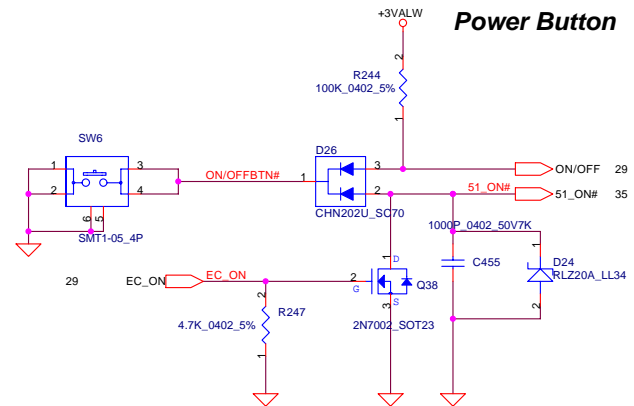 +3VALW
Power Button
2
R244
100K_0402_5%
1
SW6
D26
1
3
3
ON/OFF 29
ON/OFFBTN#
1
2
4
2
51_ON#
51_ON# 35
6
5
CHN202U_SC70
SMT1-05_4P
1000P_0402_50V7K
1
D
1
C455
D24
RLZ20A_LL34
29
EC_ON
EC_ON
2
G
Q38
2
R247
3
S
2
4.7K_0402_5%
2N7002_SOT23
1